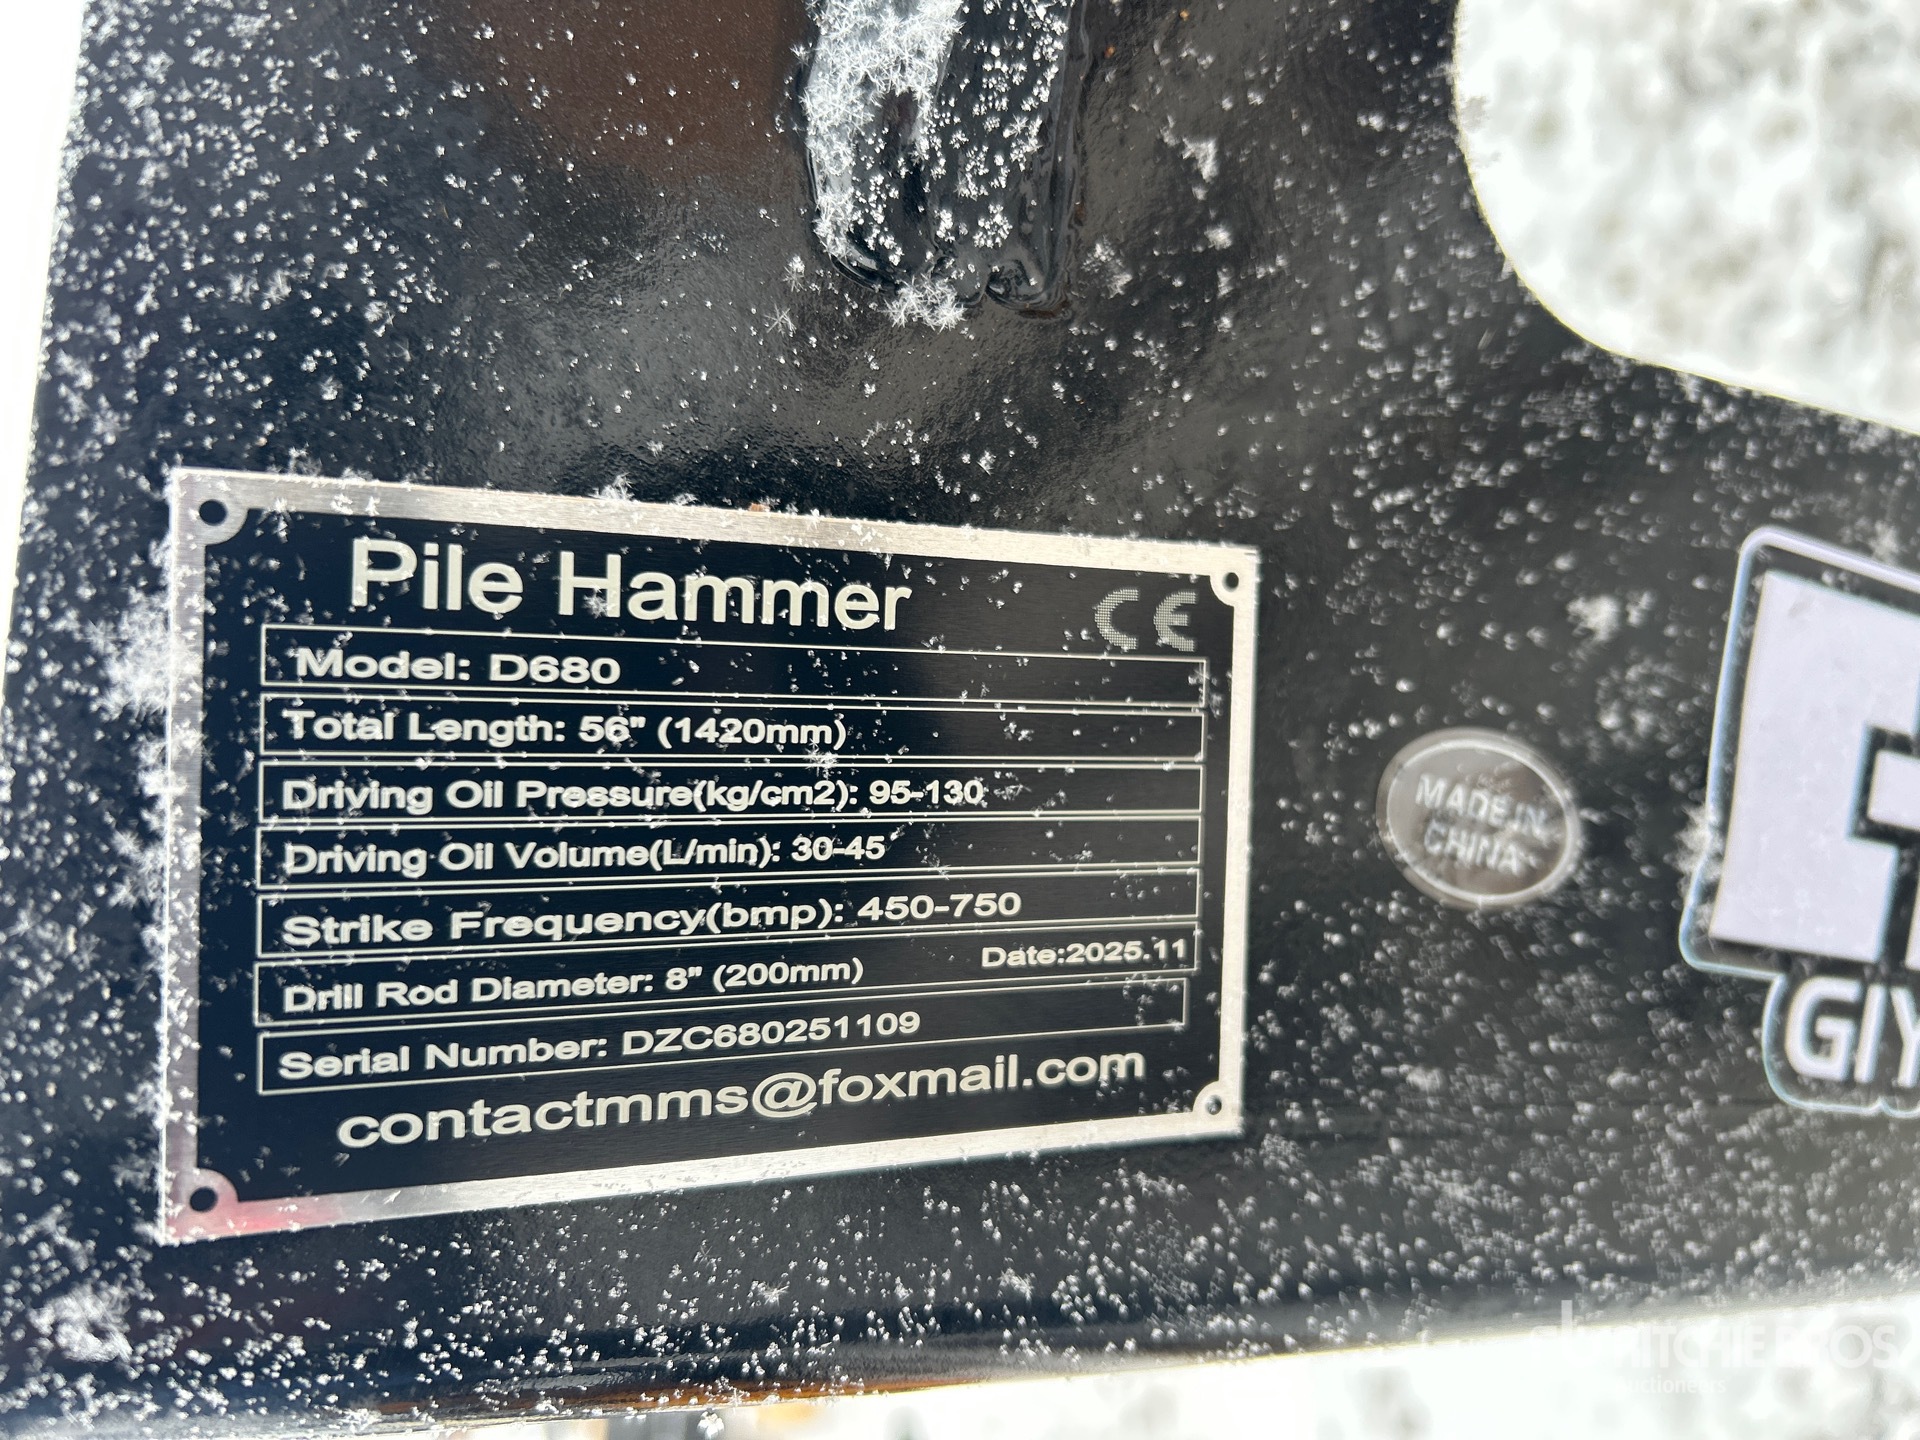 Pile Hammer
CE
Model: D680
Total Length: 56" (1420mm)
Driving Oil Pressure(kg/cm2): 95-130
Driving Oil Volume(L/min): 30-45
Strike Frequency(bmp): 450-750
Drill Rod Diameter: 8" (200mm) Date:2025.11
Serial Number: DZC680251109
contactmms@foxmail.com
MADE IN
CHINA
GIY